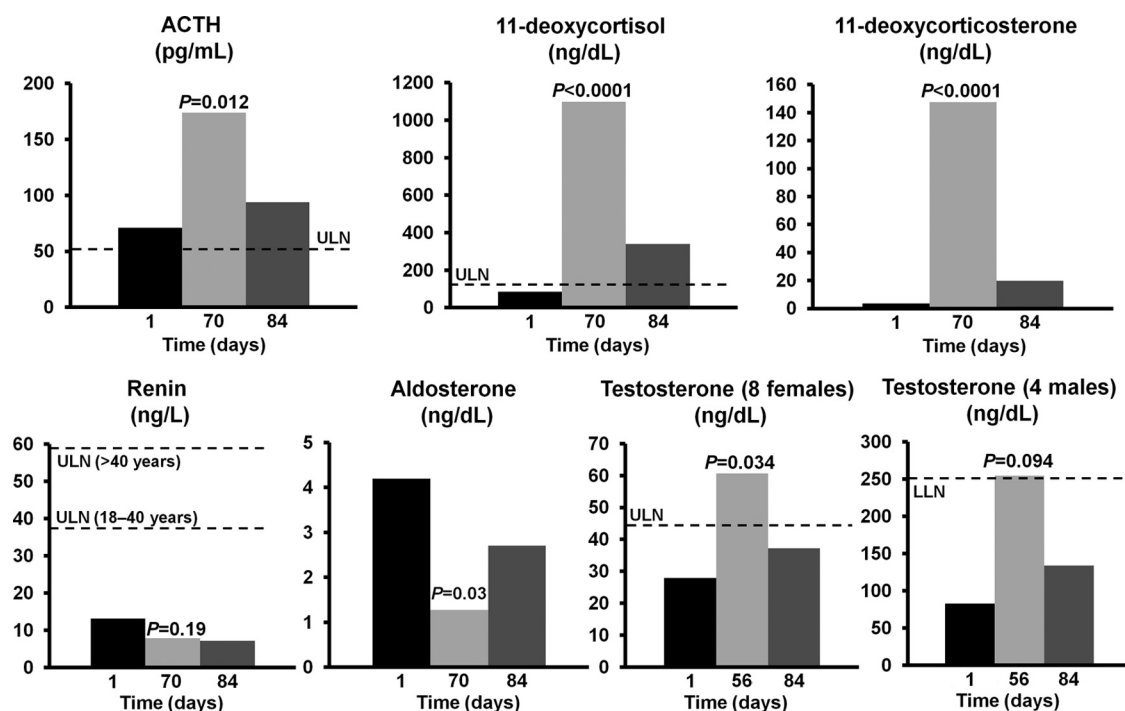 ACTH
(pg/mL)
200
150
100
50
0
P=0.012
ULN
1 70 84
Time (days)
11-deoxycortisol
(ng/dL)
1200
1000
800
600
400
200
0
P<0.0001
ULN
1 70 84
Time (days)
11-deoxycorticosterone
(ng/dL)
160
140
120
100
80
60
40
20
0
P<0.0001
1 70 84
Time (days)
Renin
(ng/L)
60
50
40
30
20
10
0
ULN (>40 years)
ULN (18–40 years)
P=0.19
1 70 84
Time (days)
Aldosterone
(ng/dL)
5
4
3
2
1
0
P=0.03
1 70 84
Time (days)
Testosterone (8 females)
(ng/dL)
70
60
50
40
30
20
10
0
P=0.034
ULN
1 56 84
Time (days)
Testosterone (4 males)
(ng/dL)
300
250
200
150
100
50
0
P=0.094
LLN
1 56 84
Time (days)